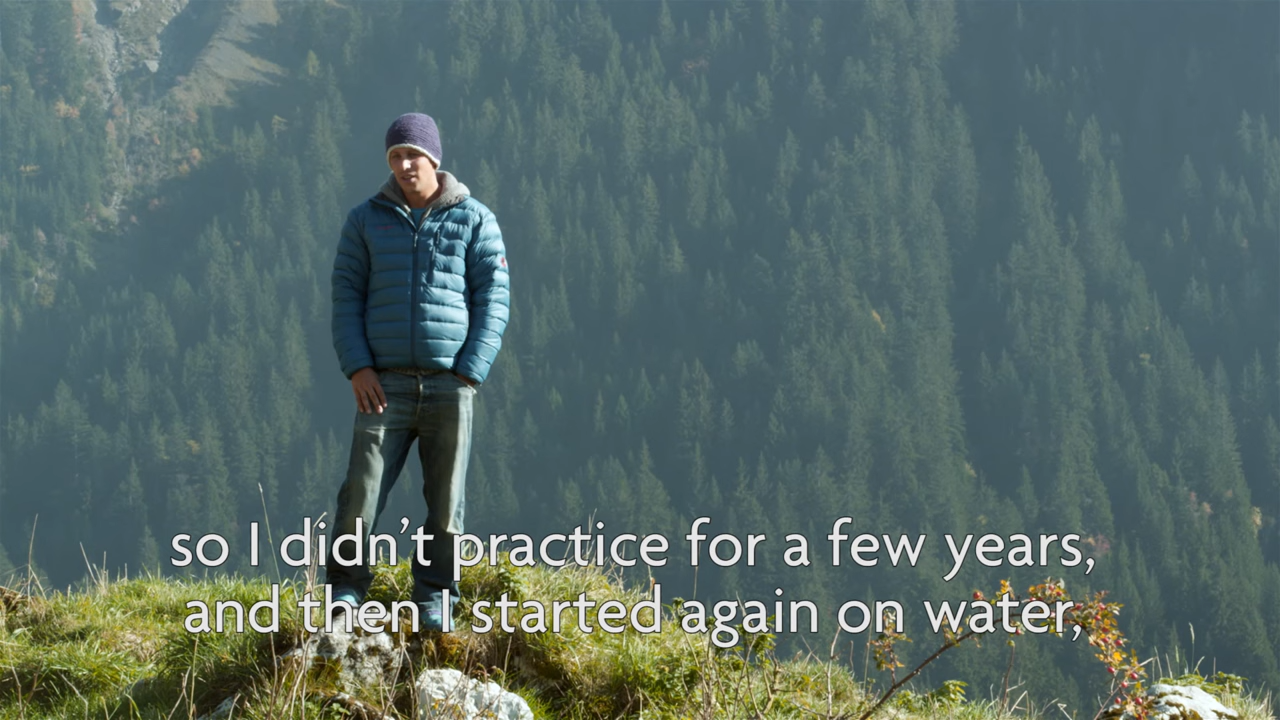 so I didn’t practice for a few years,
and then I started again on water,